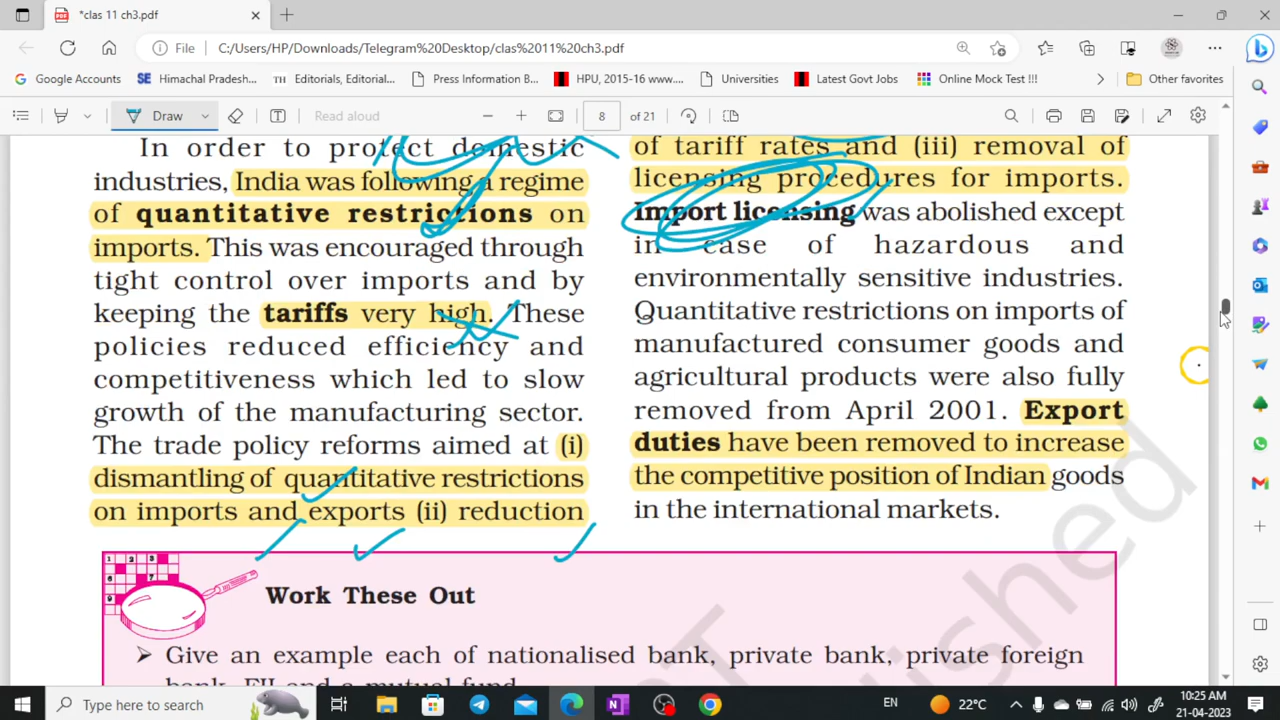 *clas 11 ch3.pdf
File C:/Users/HP/Downloads/Telegram%20Desktop/clas%2011%20ch3.pdf
Google Accounts SE Himachal Pradesh... TH Editorials, Editorial... Press Information B... HPU, 2015-16 www.... Universities Latest Govt Jobs Online Mock Test !!! Other favorites
Draw Read aloud 8 of 21
In order to protect domestic
industries, India was following a regime
of quantitative restrictions on
imports. This was encouraged through
tight control over imports and by
keeping the tariffs very high. These
policies reduced efficiency and
competitiveness which led to slow
growth of the manufacturing sector.
The trade policy reforms aimed at (i)
dismantling of quantitative restrictions
on imports and exports (ii) reduction
of tariff rates and (iii) removal of
licensing procedures for imports.
Import licensing was abolished except
in case of hazardous and
environmentally sensitive industries.
Quantitative restrictions on imports of
manufactured consumer goods and
agricultural products were also fully
removed from April 2001. Export
duties have been removed to increase
the competitive position of Indian goods
in the international markets.
Work These Out
➤ Give an example each of nationalised bank, private bank, private foreign
bank, FII and a mutual fund.
Type here to search
EN 22°C 10:25 AM
21-04-2023